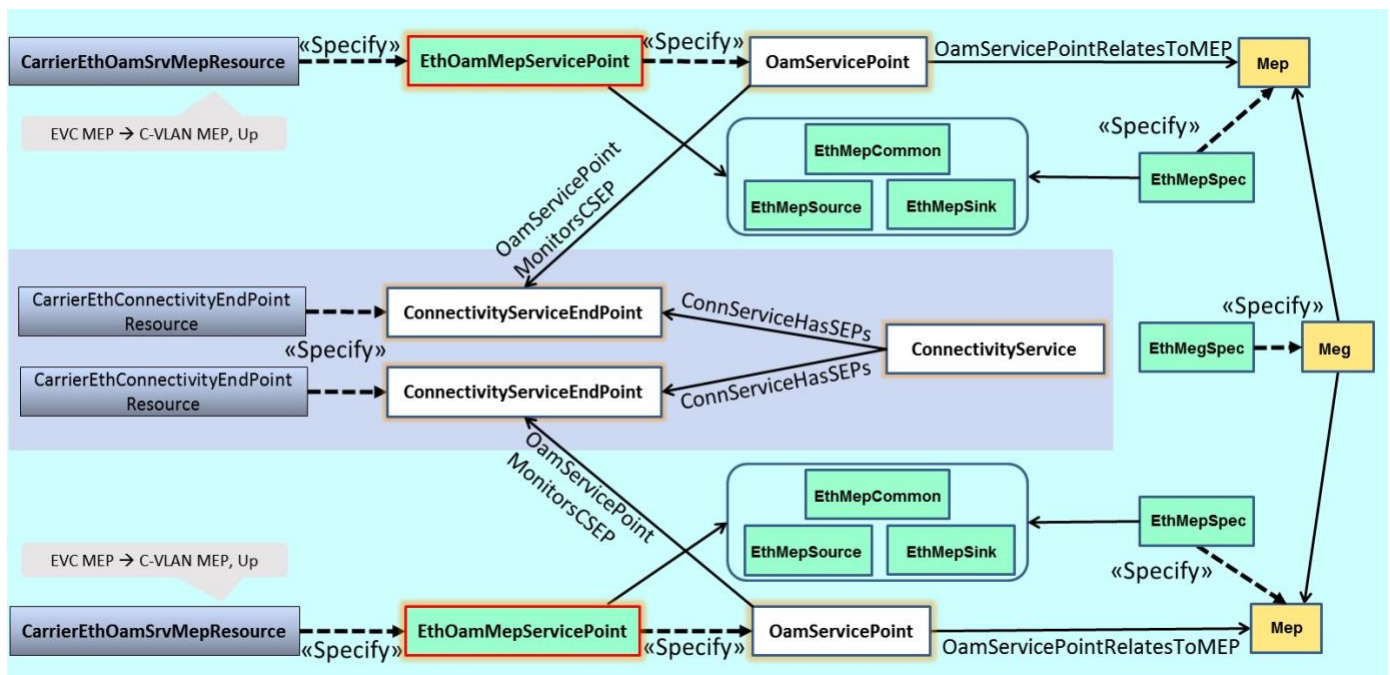 «Specify»
«Specify»
OamServicePointRelatesToMEP
CarrierEthOamSrvMepResource
EthOamMepServicePoint
OamServicePoint
Mep
EVC MEP → C-VLAN MEP, Up
«Specify»
EthMepCommon
EthMepSource
EthMepSink
EthMepSpec
OamServicePoint
MonitorsCSEP
CarrierEthConnectivityEndPoint
Resource
ConnectivityServiceEndPoint
ConnServiceHasSEPs
«Specify»
«Specify»
ConnectivityService
EthMegSpec
Meg
CarrierEthConnectivityEndPoint
Resource
ConnectivityServiceEndPoint
ConnServiceHasSEPs
OamServicePoint
MonitorsCSEP
EthMepCommon
EthMepSource
EthMepSink
EthMepSpec
EVC MEP → C-VLAN MEP, Up
«Specify»
CarrierEthOamSrvMepResource
EthOamMepServicePoint
OamServicePoint
Mep
«Specify»
«Specify»
OamServicePointRelatesToMEP